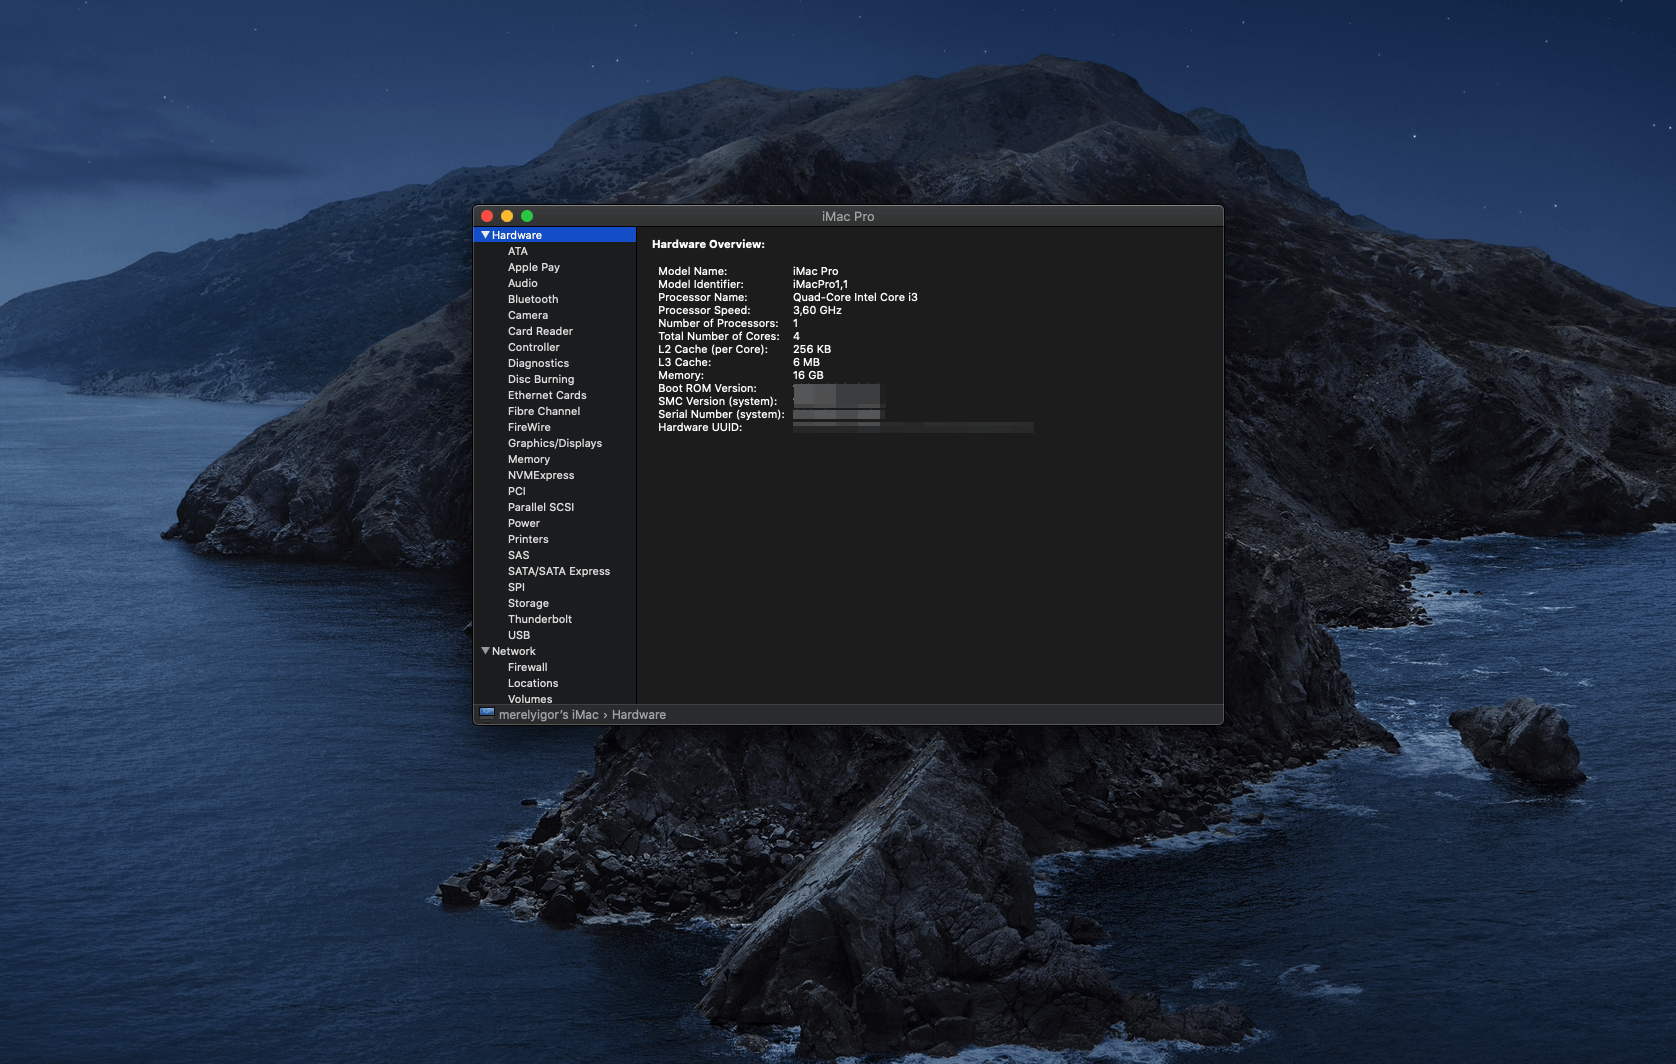 iMac Pro
Hardware
ATA
Apple Pay
Audio
Bluetooth
Camera
Card Reader
Controller
Diagnostics
Disc Burning
Ethernet Cards
Fibre Channel
FireWire
Graphics/Displays
Memory
NVMExpress
PCI
Parallel SCSI
Power
Printers
SAS
SATA/SATA Express
SPI
Storage
Thunderbolt
USB
Network
Firewall
Locations
Volumes
Hardware Overview:
Model Name: iMac Pro
Model Identifier: iMacPro1,1
Processor Name: Quad-Core Intel Core i3
Processor Speed: 3,60 GHz
Number of Processors: 1
Total Number of Cores: 4
L2 Cache (per Core): 256 KB
L3 Cache: 6 MB
Memory: 16 GB
Boot ROM Version:
SMC Version (system):
Serial Number (system):
Hardware UUID:
merelyigor's iMac › Hardware